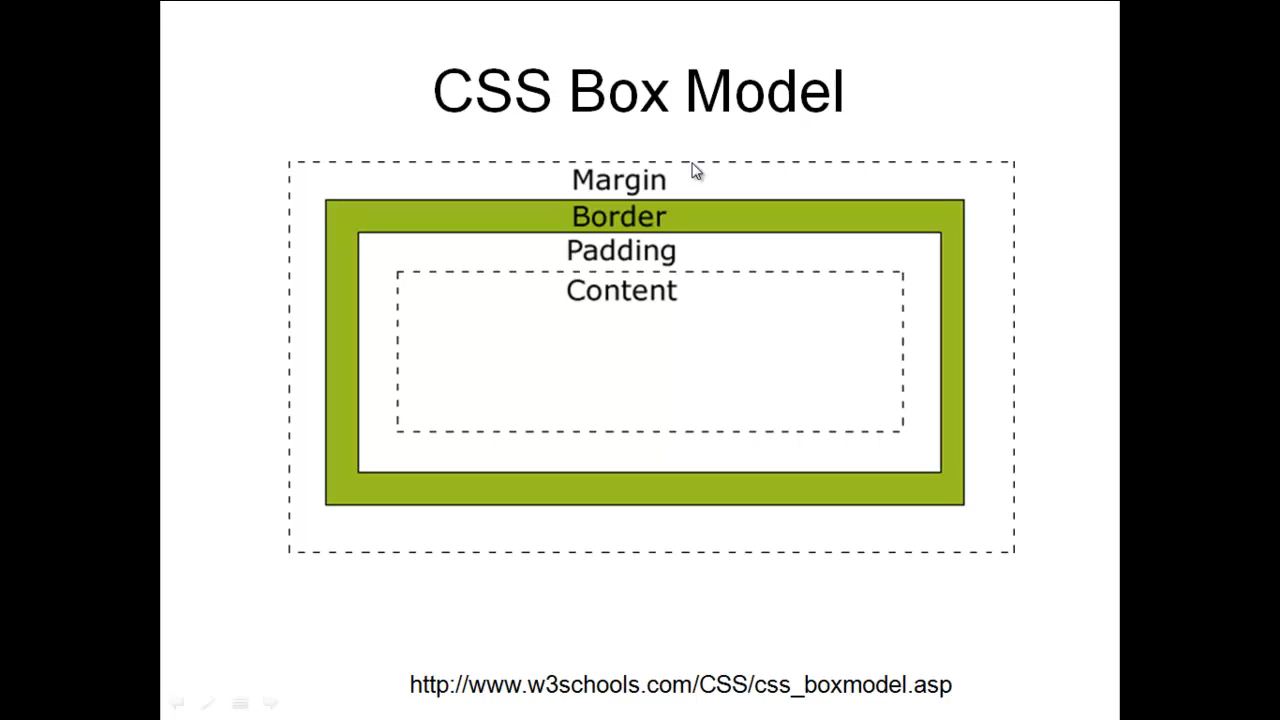 CSS Box Model
Margin
Border
Padding
Content
http://www.w3schools.com/CSS/css_boxmodel.asp